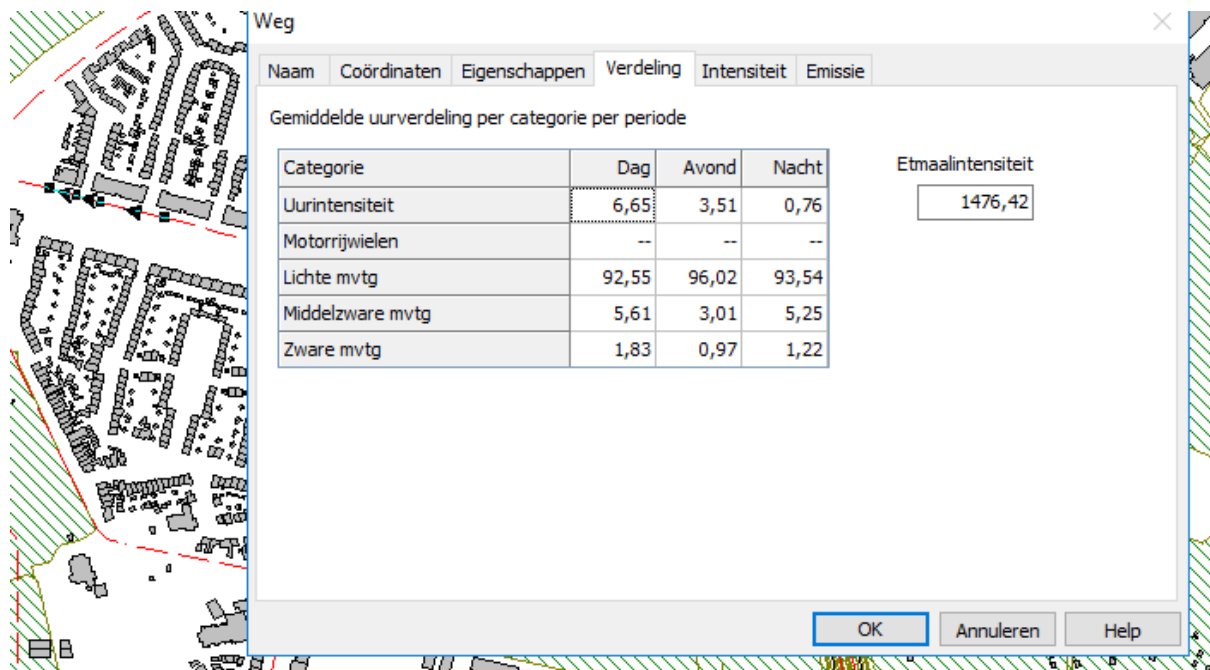 Weg
Naam Coördinaten Eigenschappen Verdeling Intensiteit Emissie
Gemiddelde uurverdeling per categorie per periode
Categorie Dag Avond Nacht Etmaalintensiteit
Uurintensiteit 6,65 3,51 0,76 1476,42
Motorrijwielen -- -- --
Lichte mvtg 92,55 96,02 93,54
Middelzware mvtg 5,61 3,01 5,25
Zware mvtg 1,83 0,97 1,22
OK Annuleren Help